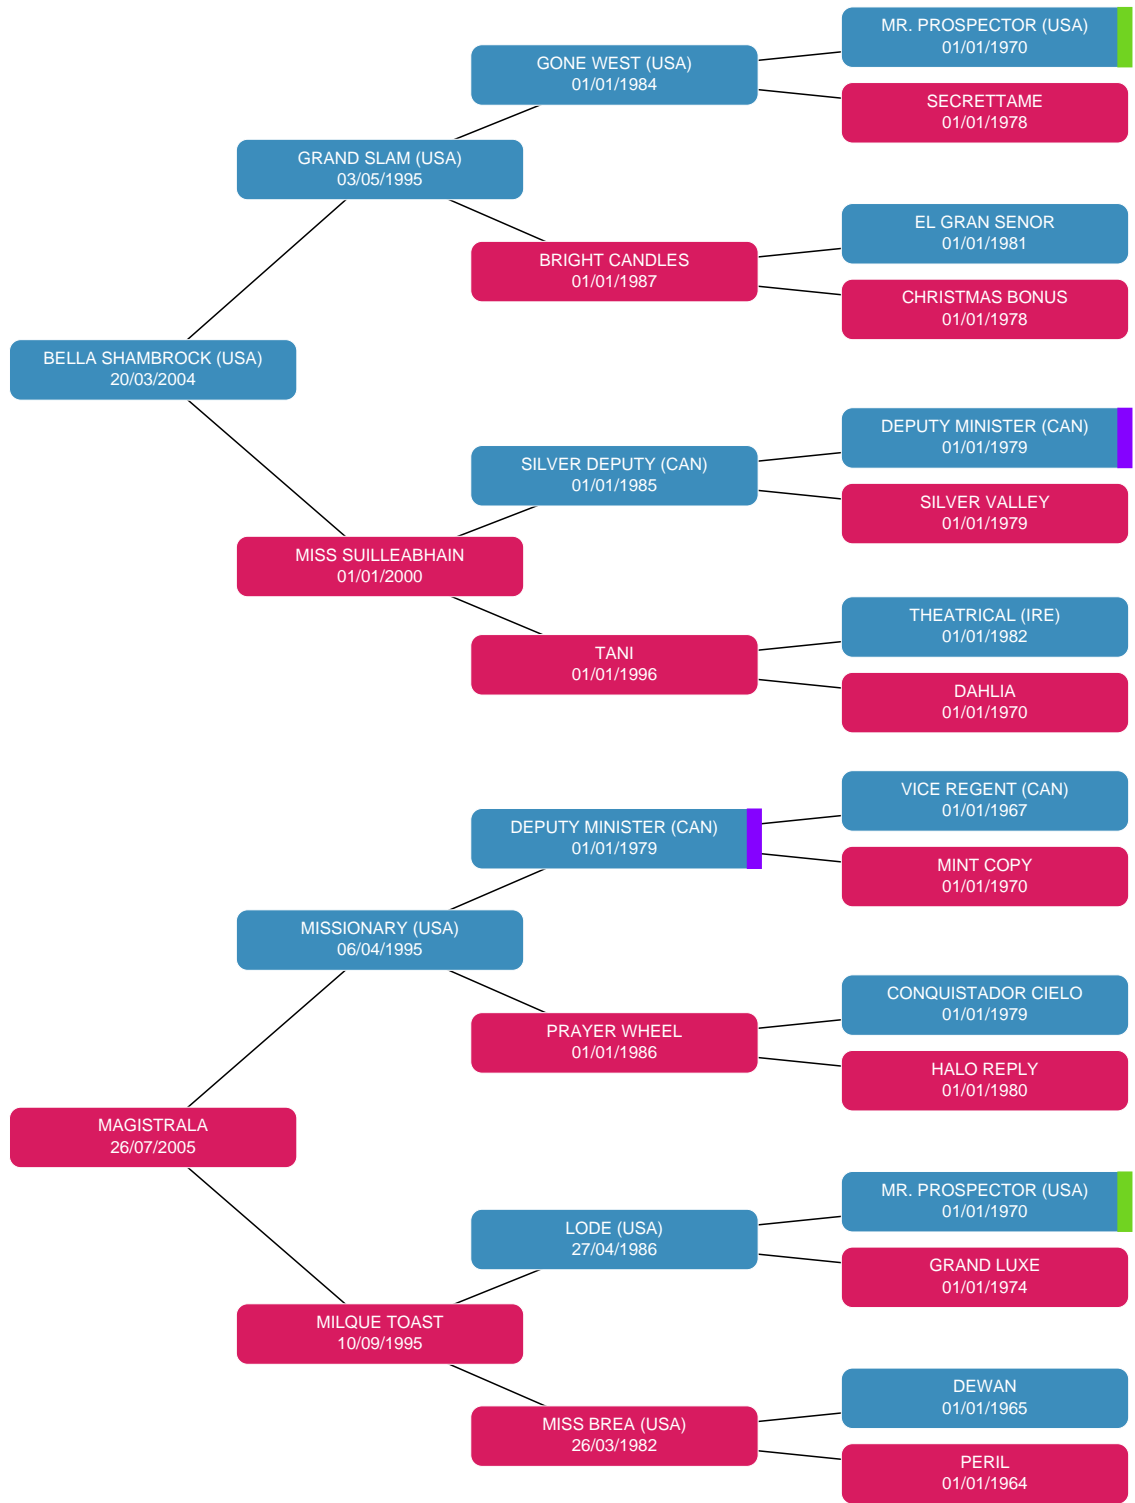 MR. PROSPECTOR (USA)
01/01/1970
GONE WEST (USA)
01/01/1984
SECRETTAME
01/01/1978
GRAND SLAM (USA)
03/05/1995
EL GRAN SENOR
01/01/1981
BRIGHT CANDLES
01/01/1987
CHRISTMAS BONUS
01/01/1978
BELLA SHAMBROCK (USA)
20/03/2004
DEPUTY MINISTER (CAN)
01/01/1979
SILVER DEPUTY (CAN)
01/01/1985
SILVER VALLEY
01/01/1979
MISS SUILLEABHAIN
01/01/2000
THEATRICAL (IRE)
01/01/1982
TANI
01/01/1996
DAHLIA
01/01/1970
VICE REGENT (CAN)
01/01/1967
DEPUTY MINISTER (CAN)
01/01/1979
MINT COPY
01/01/1970
MISSIONARY (USA)
06/04/1995
CONQUISTADOR CIELO
01/01/1979
PRAYER WHEEL
01/01/1986
HALO REPLY
01/01/1980
MAGISTRALA
26/07/2005
MR. PROSPECTOR (USA)
01/01/1970
LODE (USA)
27/04/1986
GRAND LUXE
01/01/1974
MILQUE TOAST
10/09/1995
DEWAN
01/01/1965
MISS BREA (USA)
26/03/1982
PERIL
01/01/1964